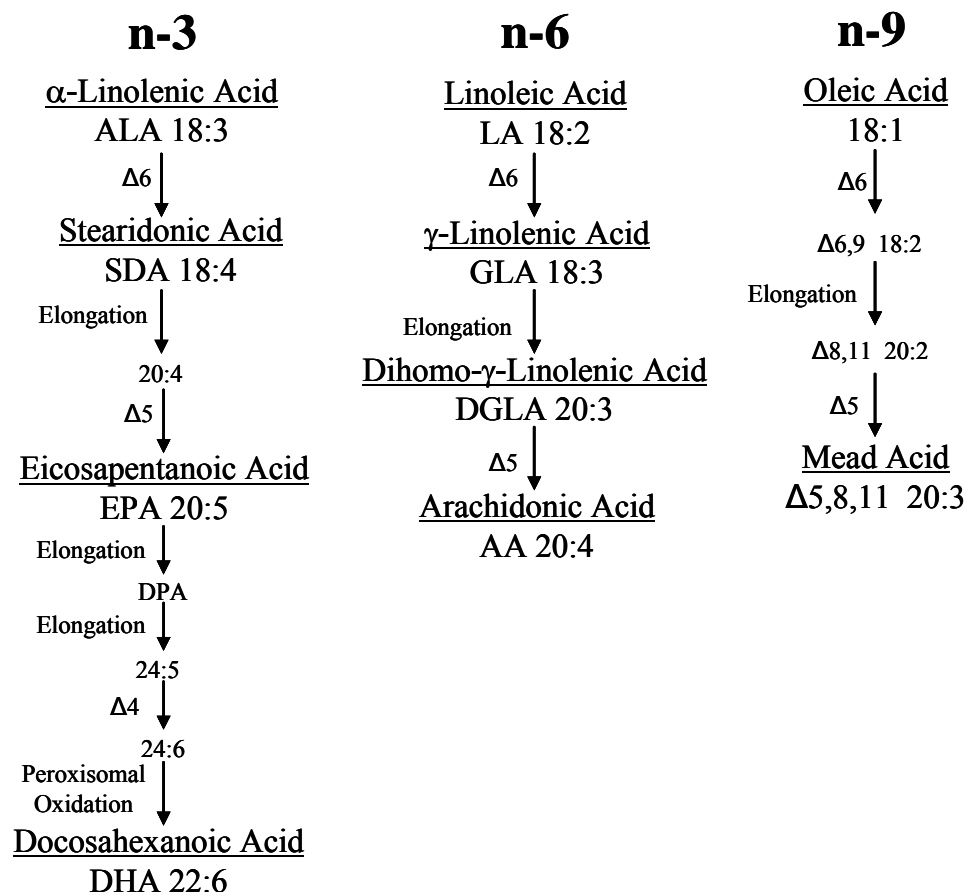 n-3
α-Linolenic Acid
ALA 18:3
Δ6
Stearidonic Acid
SDA 18:4
Elongation
20:4
Δ5
Eicosapentanoic Acid
EPA 20:5
Elongation
DPA
Elongation
24:5
Δ4
24:6
Peroxisomal
Oxidation
Docosahexanoic Acid
DHA 22:6
n-6
Linoleic Acid
LA 18:2
Δ6
γ-Linolenic Acid
GLA 18:3
Elongation
Dihomo-γ-Linolenic Acid
DGLA 20:3
Δ5
Arachidonic Acid
AA 20:4
n-9
Oleic Acid
18:1
Δ6
Δ6,9 18:2
Elongation
Δ8,11 20:2
Δ5
Mead Acid
Δ5,8,11 20:3